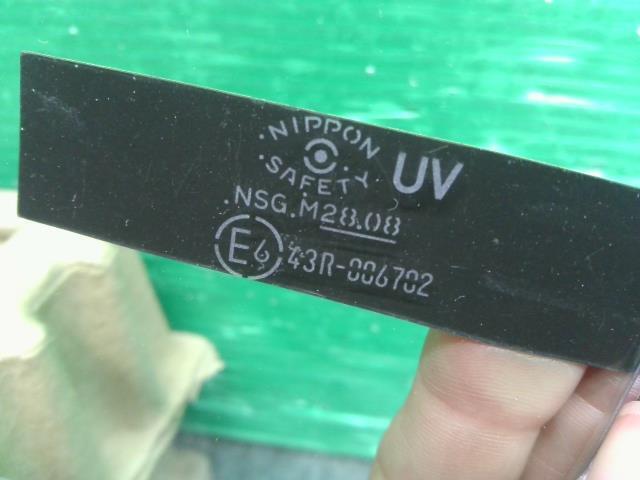 .NIPPON
.SAFETY
UV
.NSG.M28.08
E6 43R-006702